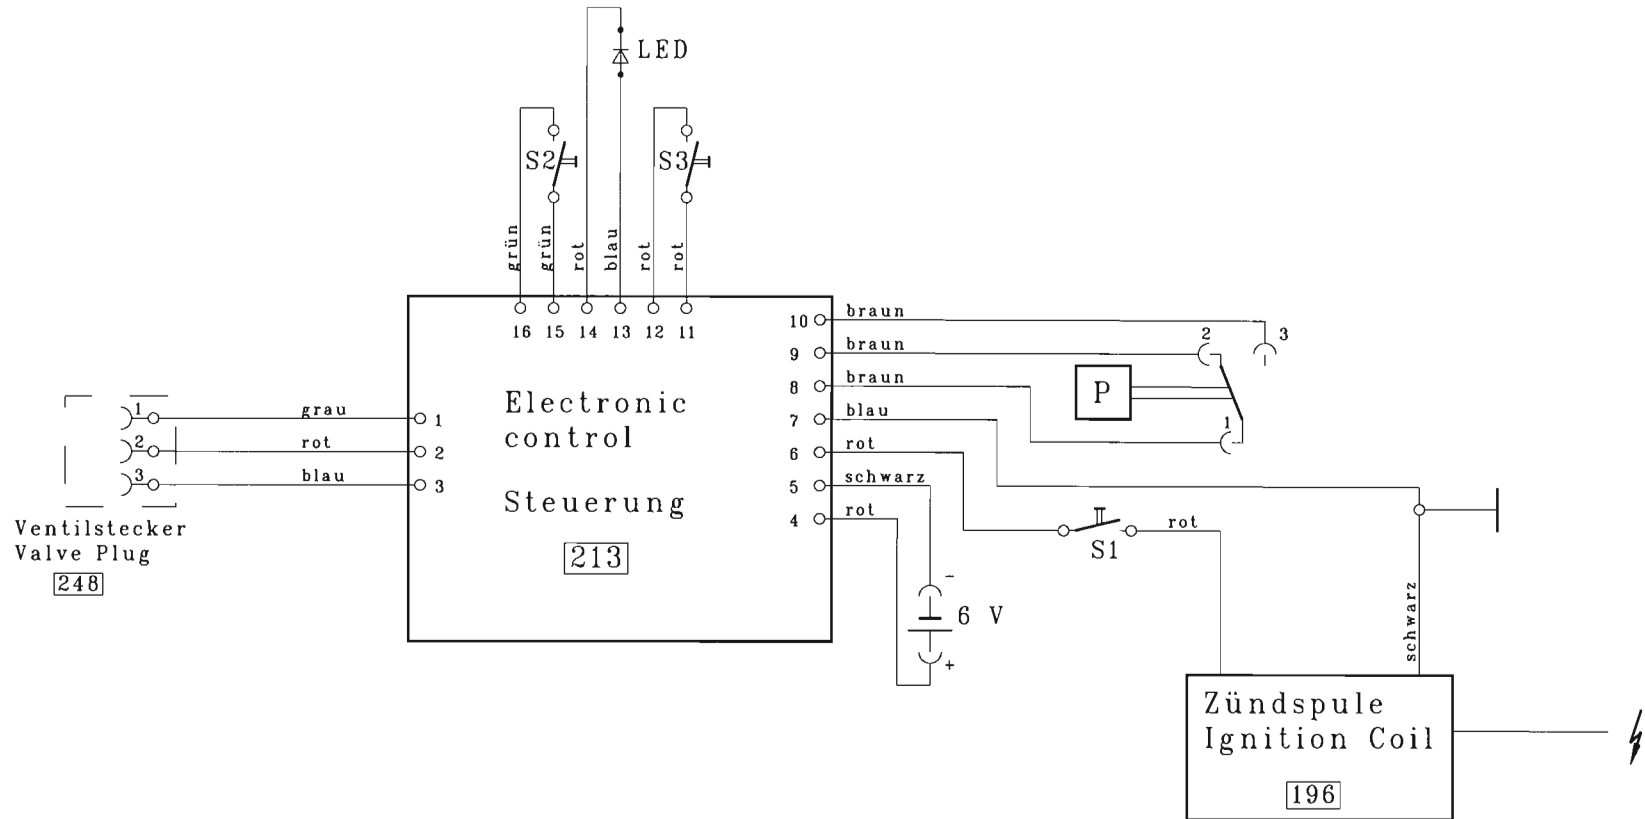 LED
S2
S3
grün
grün
rot
blau
rot
rot
16 15 14 13 12 11
10 braun
9 braun
8 braun
7 blau
6 rot
5 schwarz
4 rot
2
3
P
1
1 grau 1
2 rot 2
3 blau 3
Electronic
control
Steuerung
213
Ventilstecker
Valve Plug
248
-
6 V
+
S1
rot
schwarz
Zündspule
Ignition Coil
196